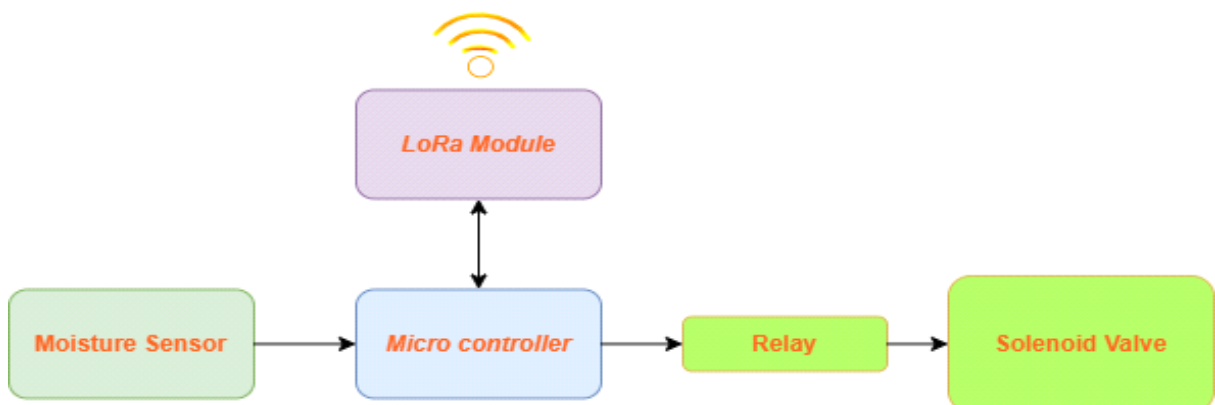 LoRa Module
Moisture Sensor
Micro controller
Relay
Solenoid Valve